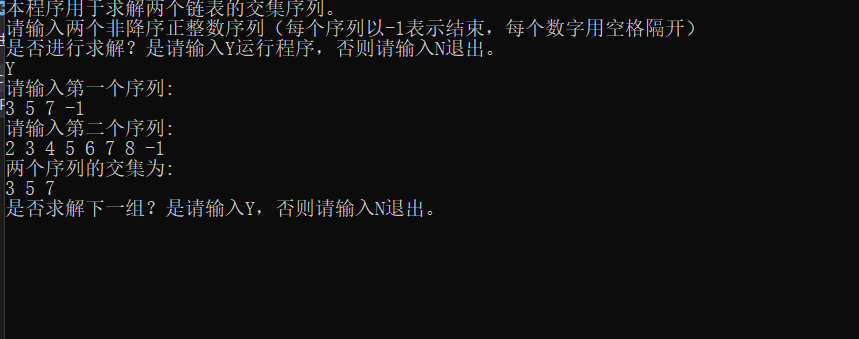 本程序用于求解两个链表的交集序列。
请输入两个非降序正整数序列（每个序列以-1表示结束，每个数字用空格隔开）
是否进行求解？是请输入Y运行程序，否则请输入N退出。
Y
请输入第一个序列:
3 5 7 -1
请输入第二个序列:
2 3 4 5 6 7 8 -1
两个序列的交集为:
3 5 7
是否求解下一组？是请输入Y，否则请输入N退出。